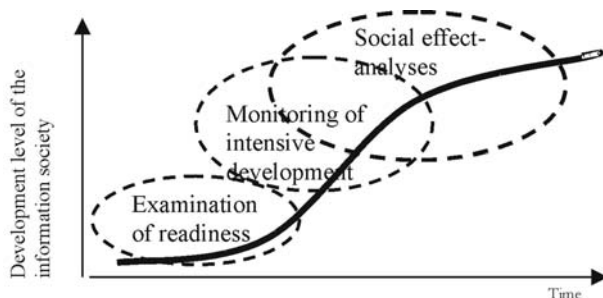 Social effect-
analyses
Monitoring of
intensive
development
Examination
of readiness
Development level of the
information society
Time